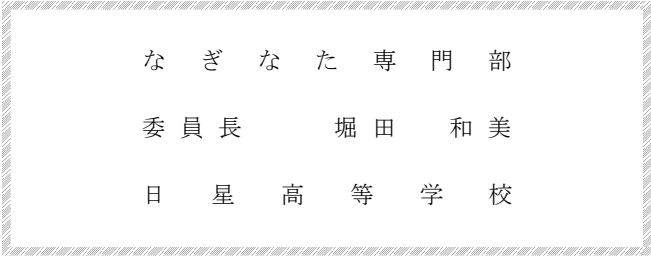 なぎなた専門部
委員長　堀田　和美
日星高等学校